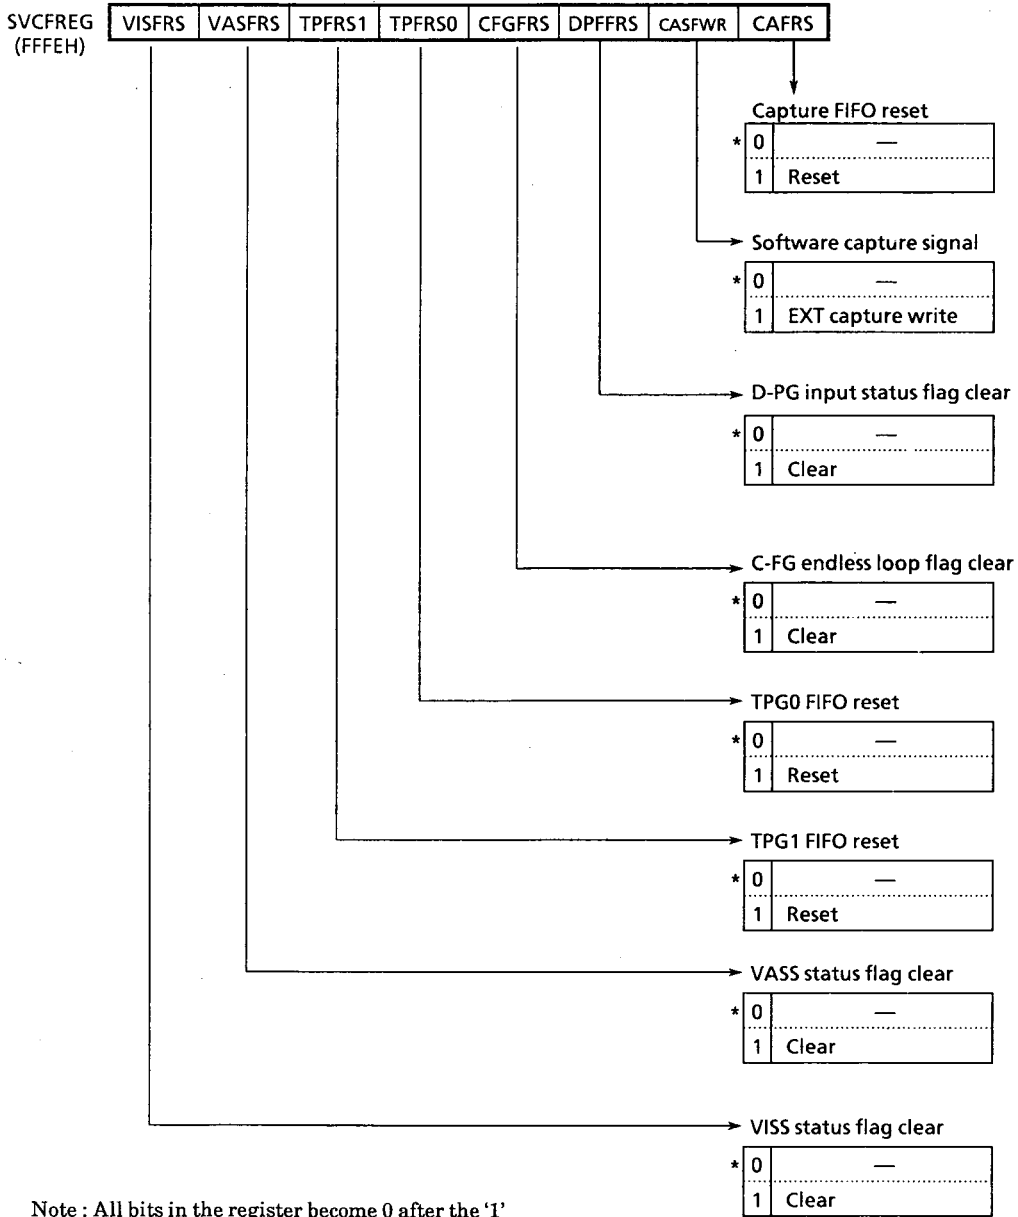 SVCFREG VISFRS VASFRS TPFRS1 TPFRS0 CFGFRS DPFFRS CASFWR CAFRS
(FFFEH)
Capture FIFO reset
* 0 —
1 Reset
Software capture signal
* 0 —
1 EXT capture write
D-PG input status flag clear
* 0 —
1 Clear
C-FG endless loop flag clear
* 0 —
1 Clear
TPG0 FIFO reset
* 0 —
1 Reset
TPG1 FIFO reset
* 0 —
1 Reset
VASS status flag clear
* 0 —
1 Clear
VISS status flag clear
* 0 —
1 Clear
Note : All bits in the register become 0 after the ‘1’